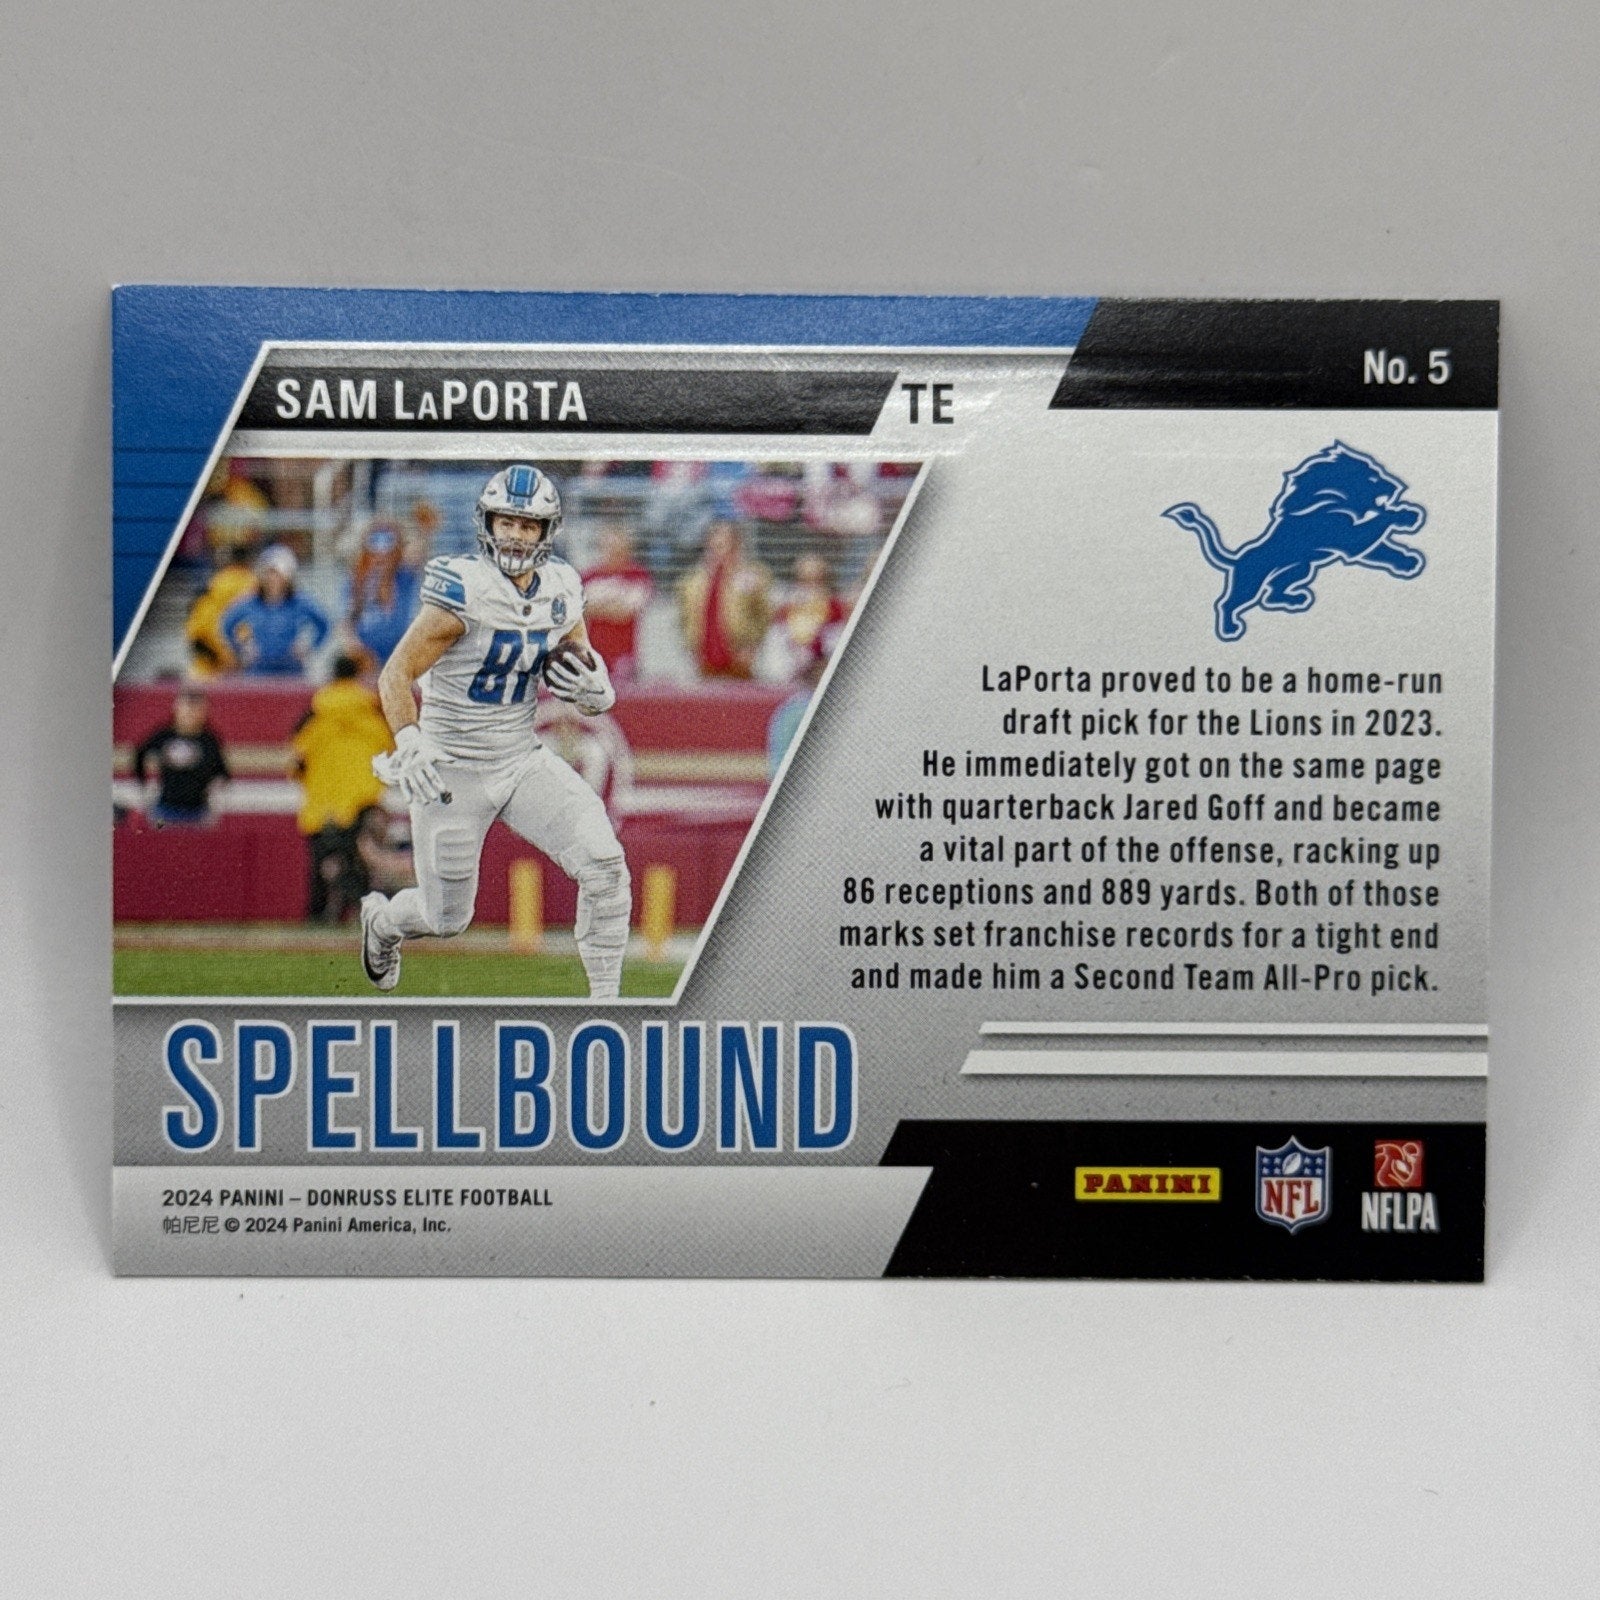 SAM LaPORTA
TE
No. 5
87
LaPorta proved to be a home-run
draft pick for the Lions in 2023.
He immediately got on the same page
with quarterback Jared Goff and became
a vital part of the offense, racking up
86 receptions and 889 yards. Both of those
marks set franchise records for a tight end
and made him a Second Team All-Pro pick.
SPELLBOUND
2024 PANINI – DONRUSS ELITE FOOTBALL
帕尼尼 © 2024 Panini America, Inc.
PANINI
NFL
NFLPA